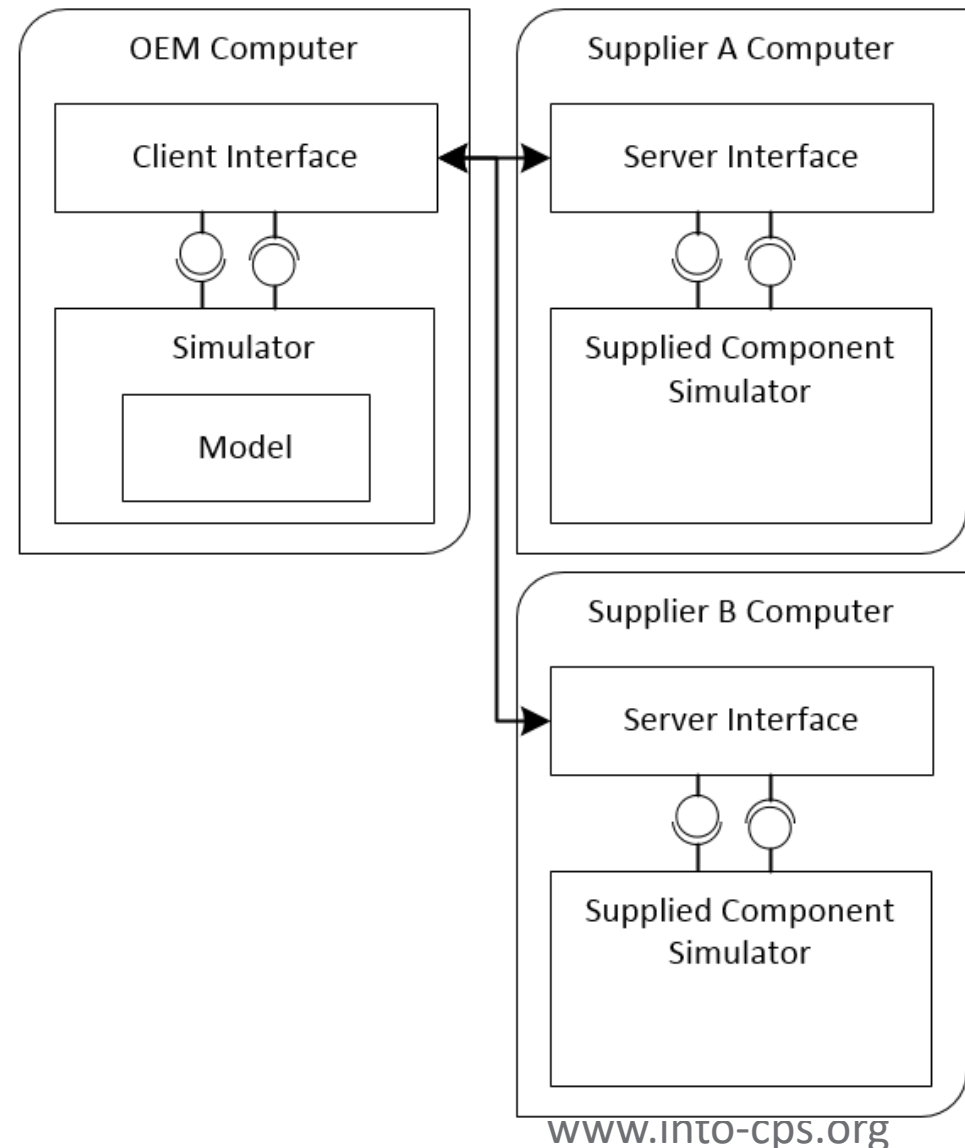 OEM Computer
Client Interface
Simulator
Model
Supplier A Computer
Server Interface
Supplied Component
Simulator
Supplier B Computer
Server Interface
Supplied Component
Simulator
www.into-cps.org